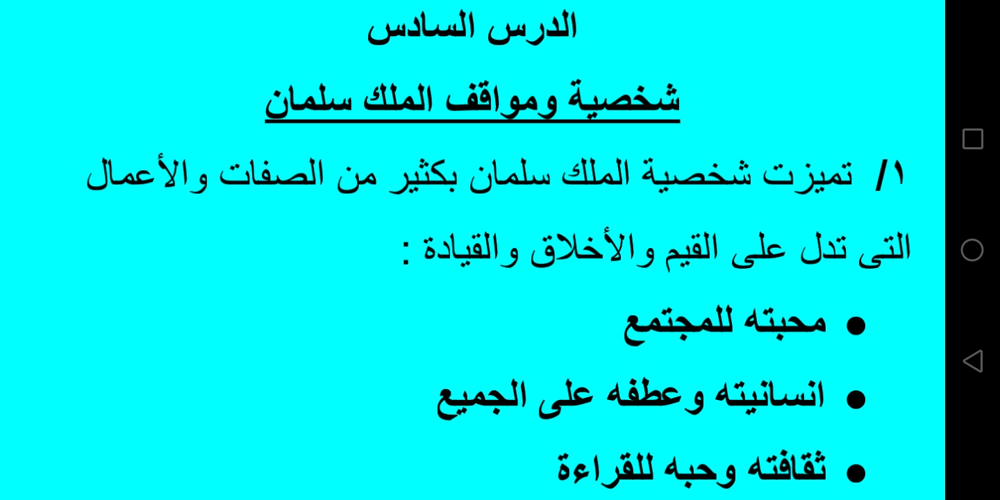 الدرس السادس
شخصية ومواقف الملك سلمان
١/ تميزت شخصية الملك سلمان بكثير من الصفات والأعمال
التى تدل على القيم والأخلاق والقيادة :
● محبته للمجتمع
● انسانيته وعطفه على الجميع
● ثقافته وحبه للقراءة